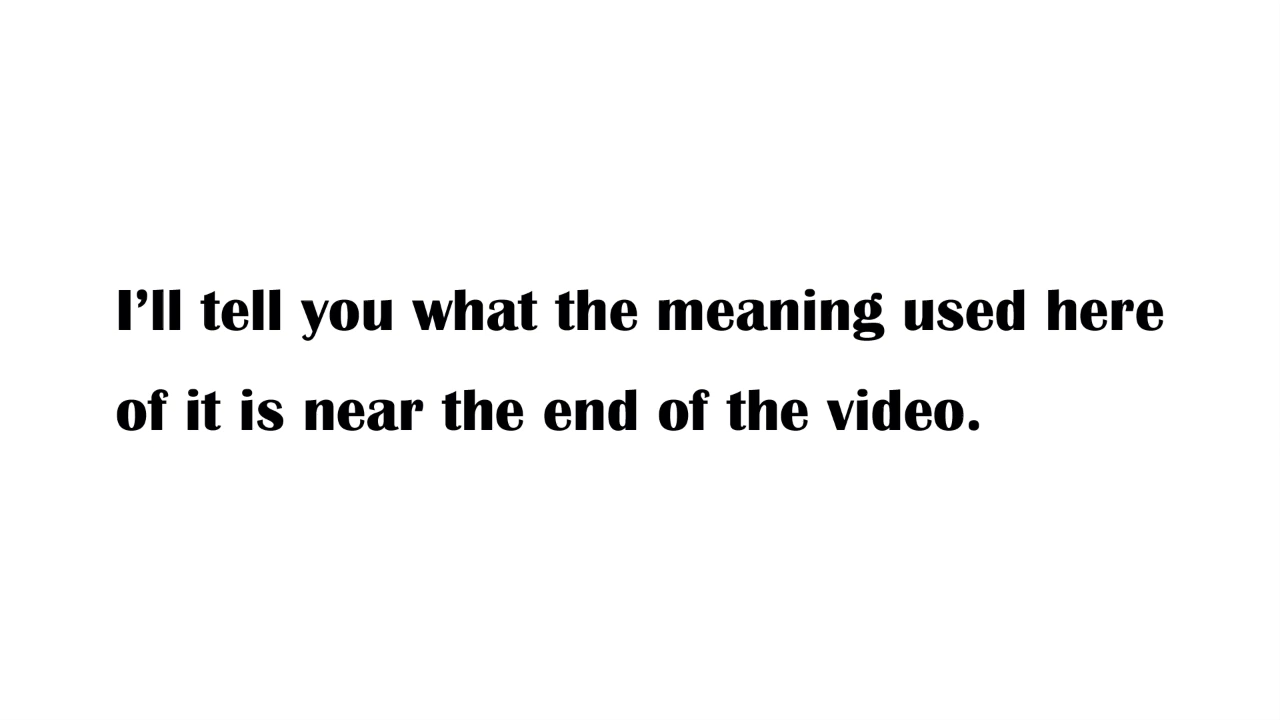 I’ll tell you what the meaning used here
of it is near the end of the video.